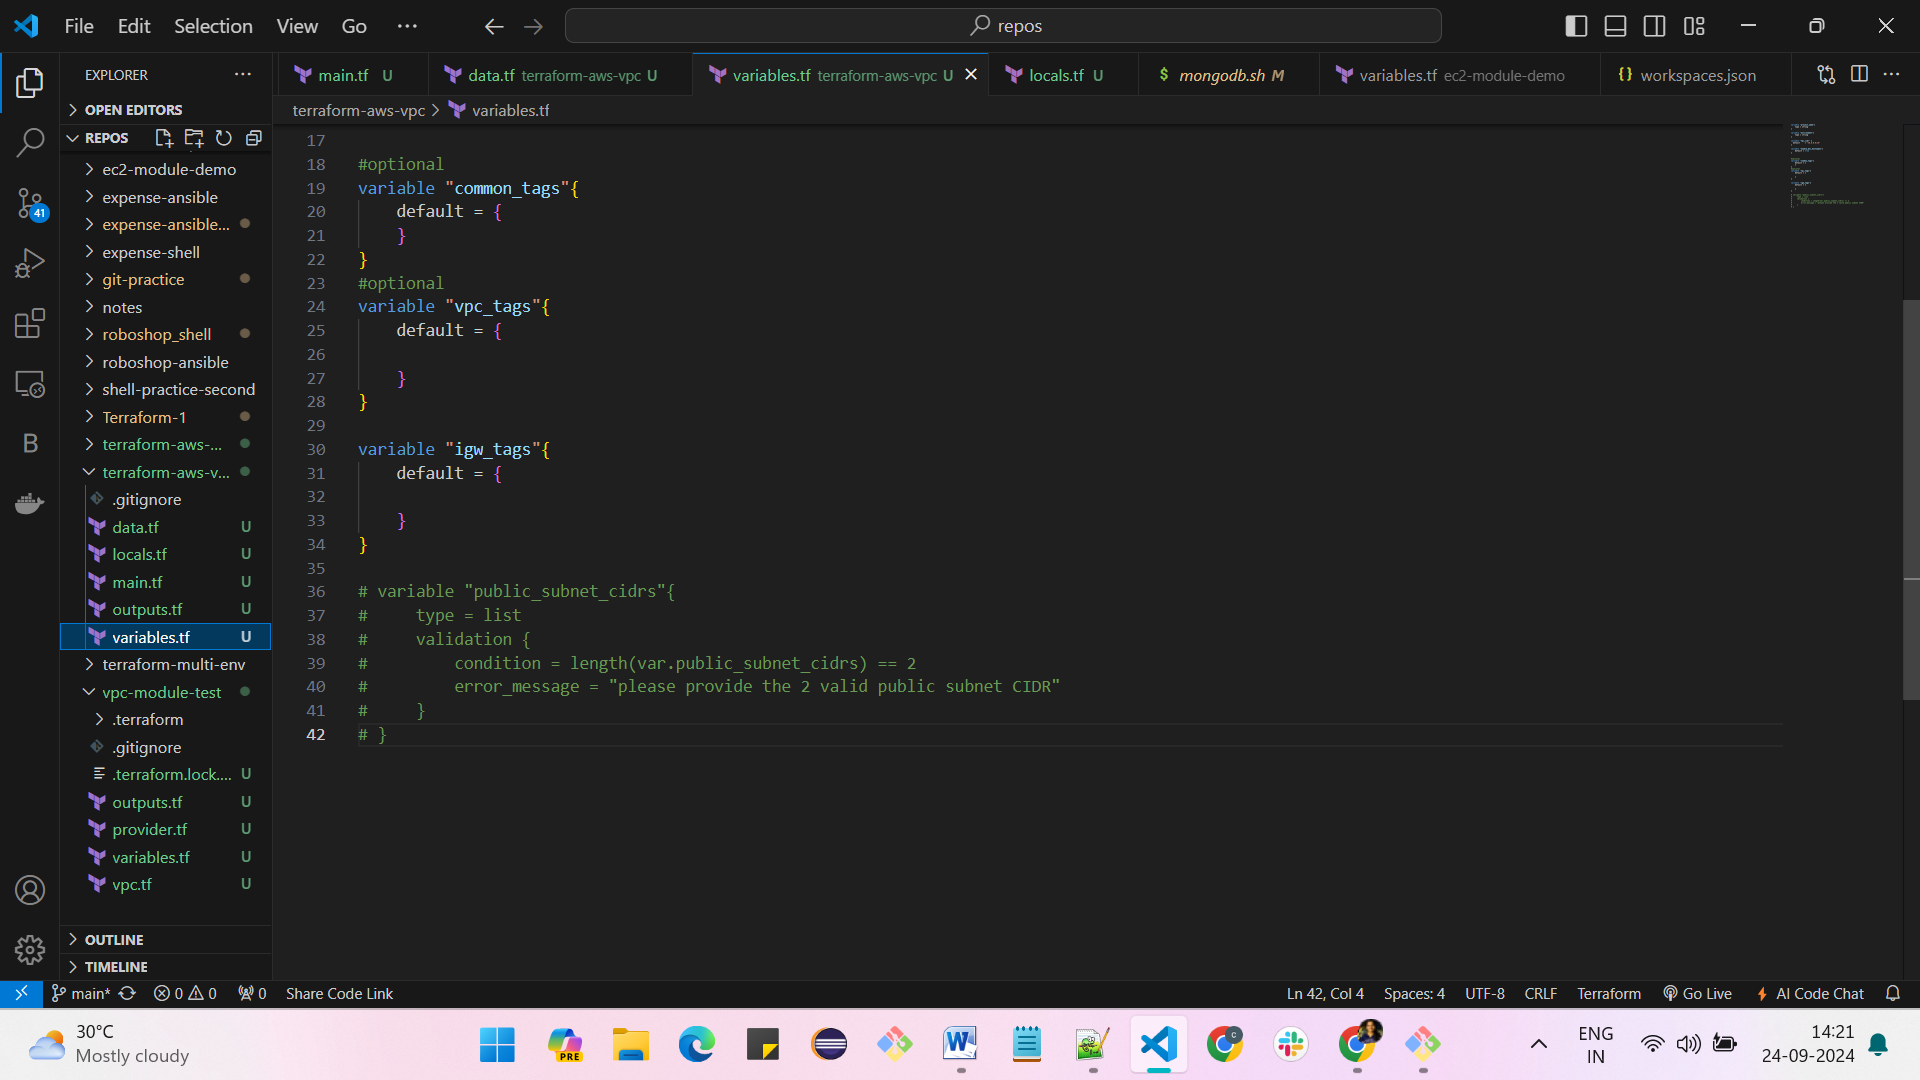 File Edit Selection View Go ···
repos
EXPLORER ···
main.tf U
data.tf terraform-aws-vpc U
variables.tf terraform-aws-vpc U
locals.tf U
$ mongodb.sh M
variables.tf ec2-module-demo
{} workspaces.json
terraform-aws-vpc > variables.tf
OPEN EDITORS
REPOS
ec2-module-demo
expense-ansible
expense-ansible...
expense-shell
git-practice
notes
roboshop_shell
roboshop-ansible
shell-practice-second
Terraform-1
terraform-aws-...
terraform-aws-v...
.gitignore
data.tf U
locals.tf U
main.tf U
outputs.tf U
variables.tf U
terraform-multi-env
vpc-module-test
.terraform
.gitignore
.terraform.lock.... U
outputs.tf U
provider.tf U
variables.tf U
vpc.tf U
OUTLINE
TIMELINE
41
B
17
18 #optional
19 variable "common_tags"{
20 default = {
21 }
22 }
23 #optional
24 variable "vpc_tags"{
25 default = {
26
27 }
28 }
29
30 variable "igw_tags"{
31 default = {
32
33 }
34 }
35
36 # variable "public_subnet_cidrs"{
37 # type = list
38 # validation {
39 # condition = length(var.public_subnet_cidrs) == 2
40 # error_message = "please provide the 2 valid public subnet CIDR"
41 # }
42 # }
main* 0 0 0 Share Code Link
Ln 42, Col 4 Spaces: 4 UTF-8 CRLF Terraform Go Live AI Code Chat
30°C
Mostly cloudy
PRE
ENG
IN
14:21
24-09-2024